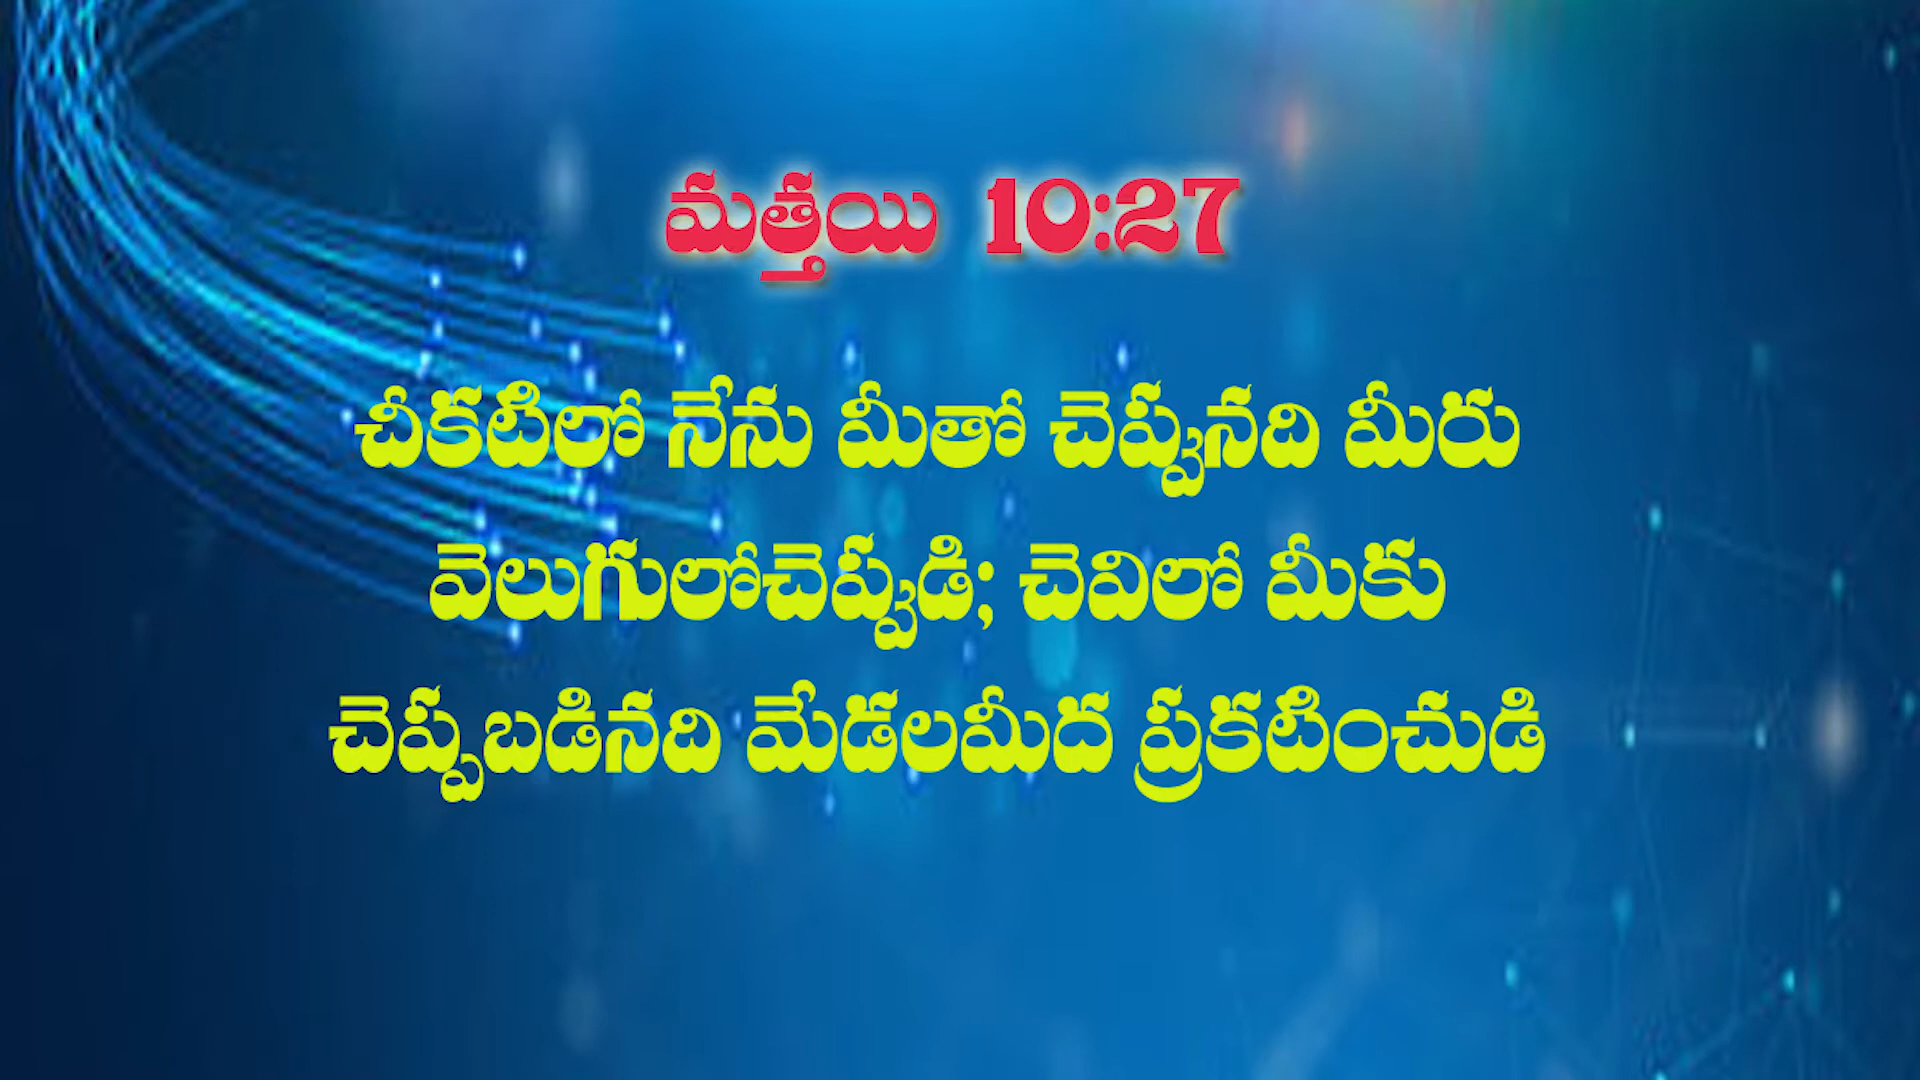 మత్తయి 10:27
చీకటిలో నేను మీతో చెప్పునది మీరు
వెలుగులోచెప్పుడి; చెవిలో మీకు
చెప్పబడినది మేడలమీద ప్రకటించుడి